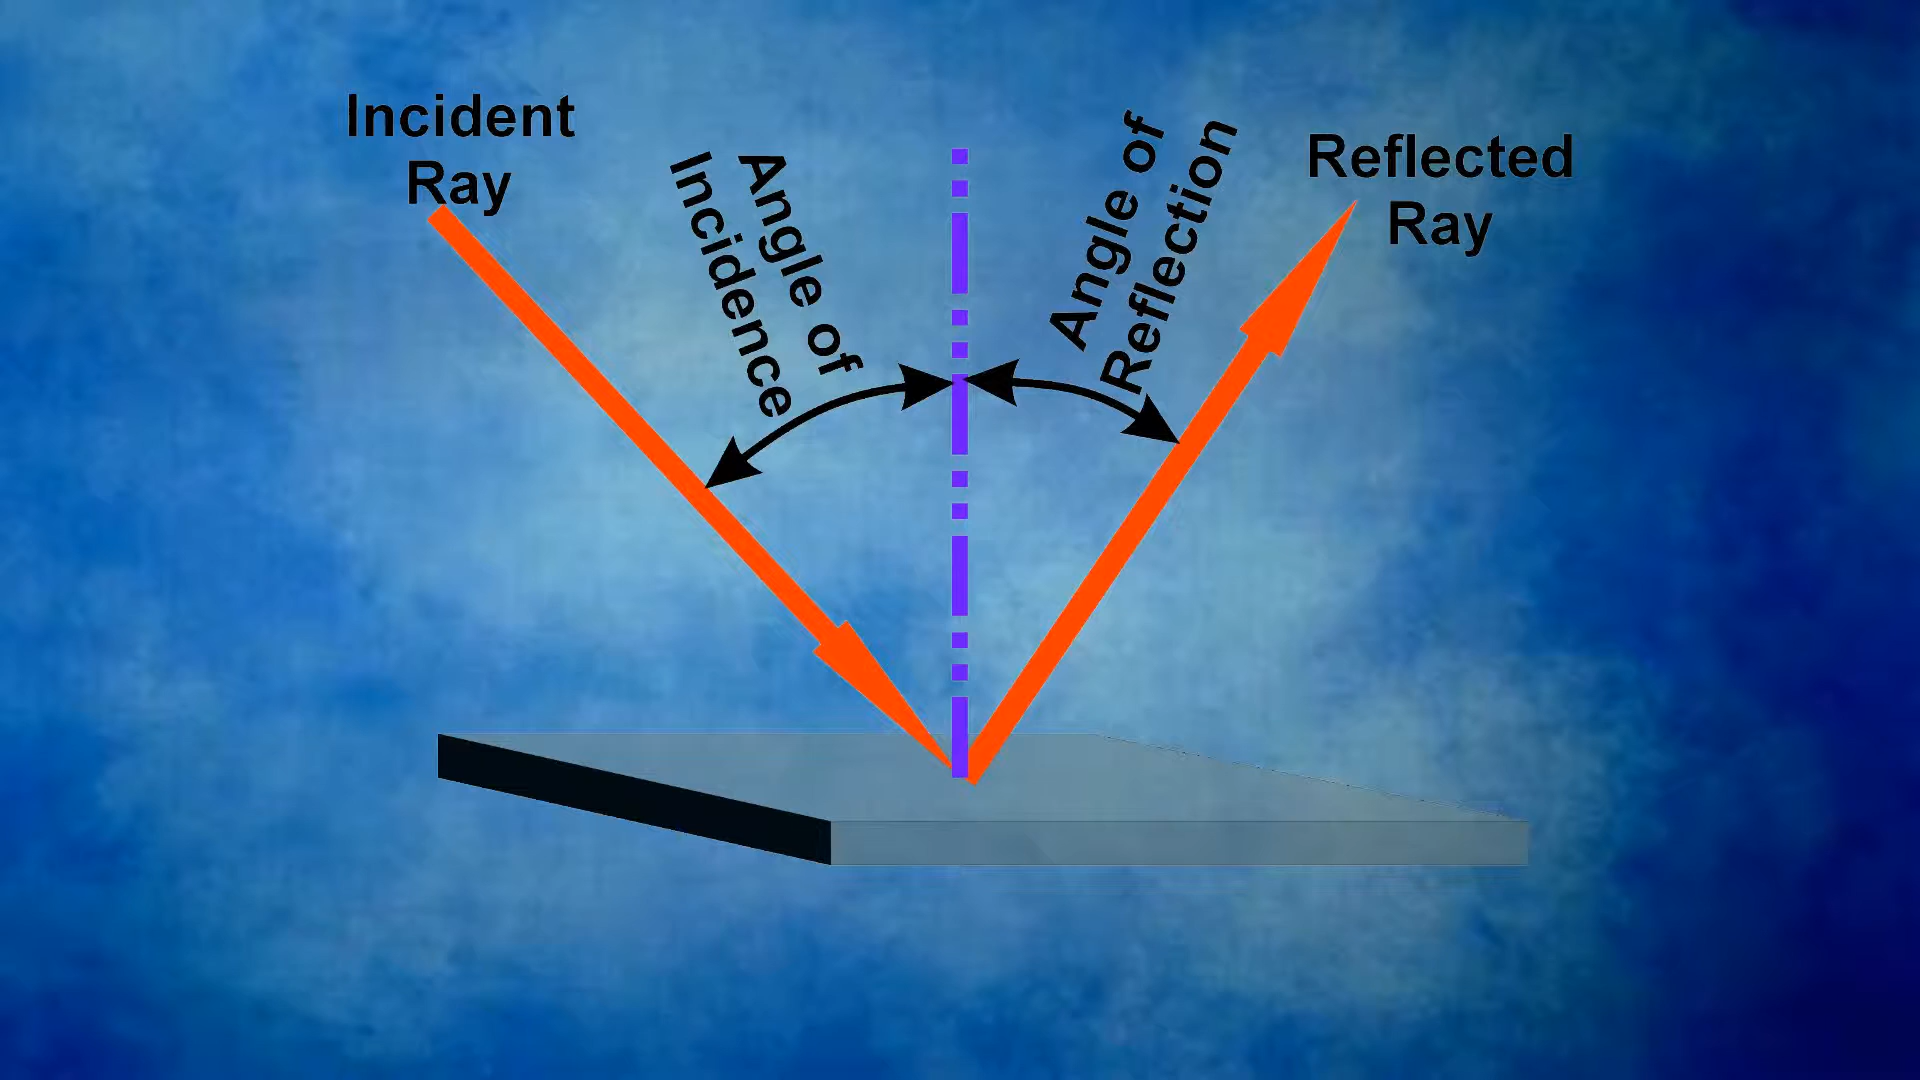 Incident
Ray
Angle of
Incidence
Angle of
Reflection
Reflected
Ray